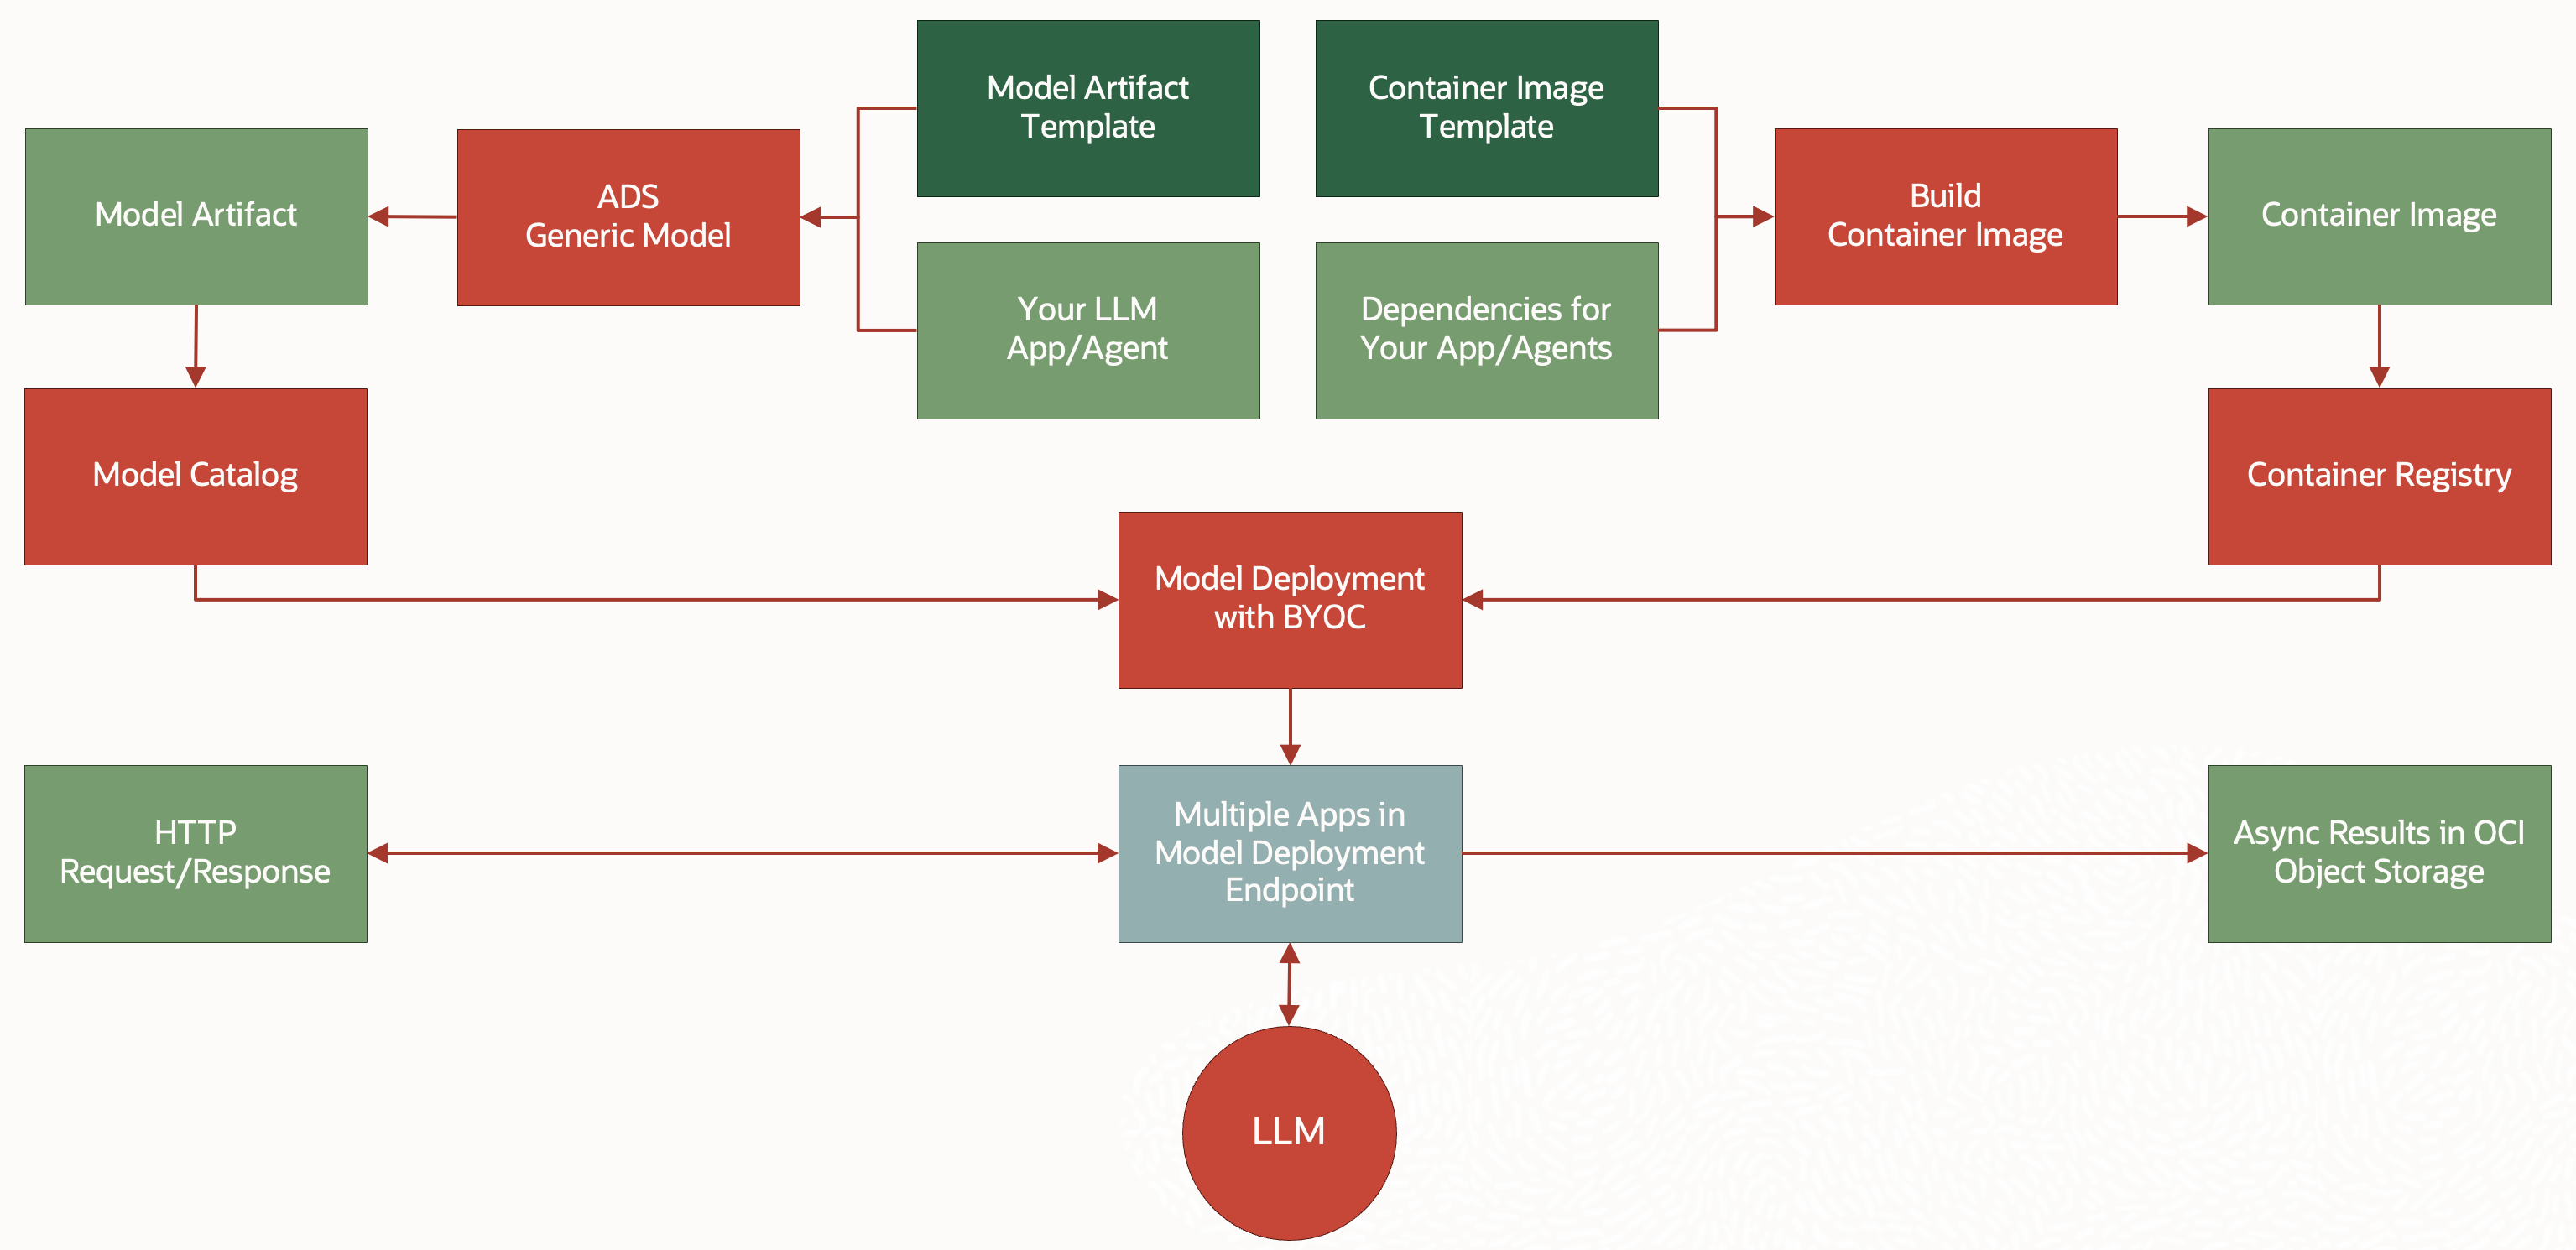 Model Artifact
Template
Container Image
Template
Model Artifact
ADS
Generic Model
Build
Container Image
Container Image
Your LLM
App/Agent
Dependencies for
Your App/Agents
Model Catalog
Container Registry
Model Deployment
with BYOC
HTTP
Request/Response
Multiple Apps in
Model Deployment
Endpoint
Async Results in OCI
Object Storage
LLM